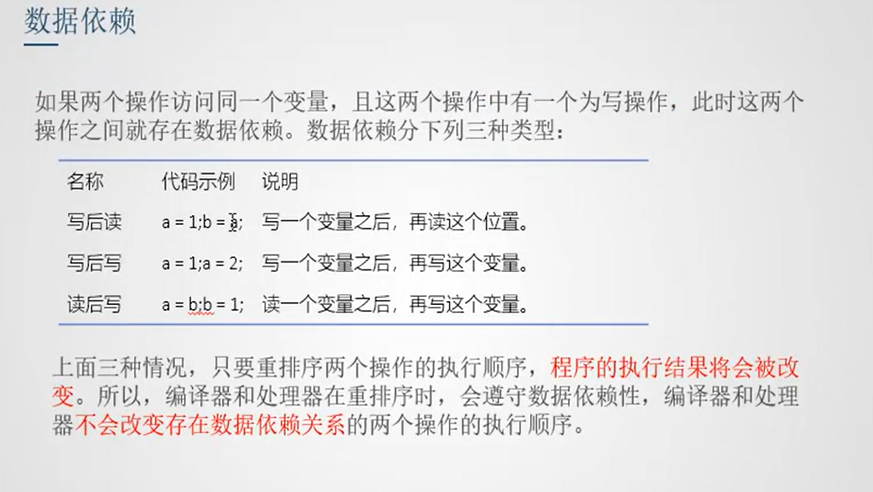 数据依赖
如果两个操作访问同一个变量，且这两个操作中有一个为写操作，此时这两个
操作之间就存在数据依赖。数据依赖分下列三种类型：
名称 代码示例 说明
写后读 a = 1;b = a; 写一个变量之后，再读这个位置。
写后写 a = 1;a = 2; 写一个变量之后，再写这个变量。
读后写 a = b;b = 1; 读一个变量之后，再写这个变量。
上面三种情况，只要重排序两个操作的执行顺序，程序的执行结果将会被改
变。所以，编译器和处理器在重排序时，会遵守数据依赖性，编译器和处理
器不会改变存在数据依赖关系的两个操作的执行顺序。